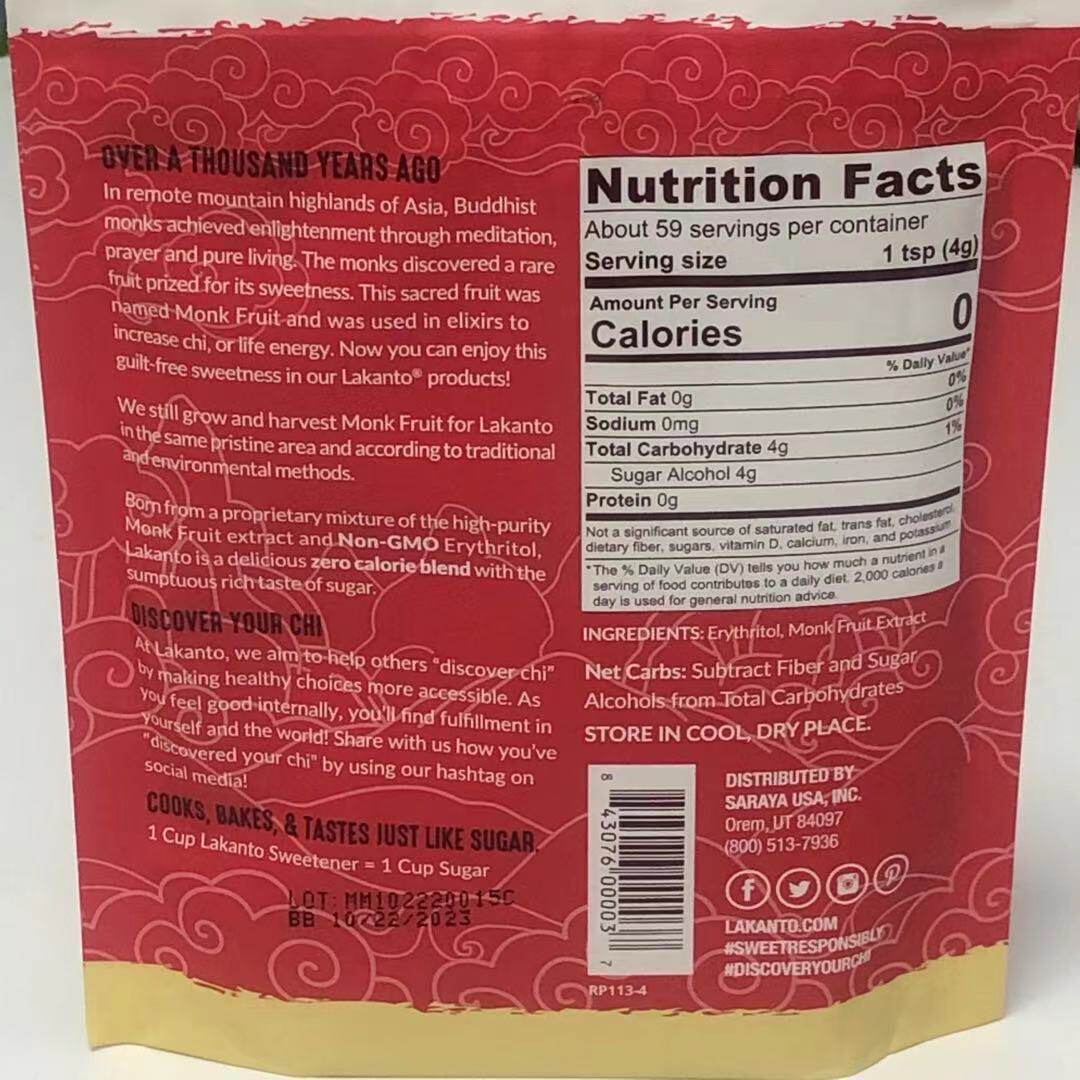 OVER A THOUSAND YEARS AGO
In remote mountain highlands of Asia, Buddhist
monks achieved enlightenment through meditation,
prayer and pure living. The monks discovered a rare
fruit prized for its sweetness. This sacred fruit was
named Monk Fruit and was used in elixirs to
increase chi, or life energy. Now you can enjoy this
guilt-free sweetness in our Lakanto® products!
We still grow and harvest Monk Fruit for Lakanto
in the same pristine area and according to traditional
and environmental methods.
Born from a proprietary mixture of the high-purity
Monk Fruit extract and Non-GMO Erythritol,
Lakanto is a delicious zero calorie blend with the
sumptuous rich taste of sugar.
DISCOVER YOUR CHI
At Lakanto, we aim to help others "discover chi"
by making healthy choices more accessible. As
you feel good internally, you'll find fulfillment in
yourself and the world! Share with us how you've
"discovered your chi" by using our hashtag on
social media!
COOKS, BAKES, & TASTES JUST LIKE SUGAR.
1 Cup Lakanto Sweetener = 1 Cup Sugar
LOT: MM102220015C
BB 10/22/2023
Nutrition Facts
About 59 servings per container
Serving size 1 tsp (4g)
Amount Per Serving
Calories 0
% Daily Value*
Total Fat 0g 0%
Sodium 0mg 0%
Total Carbohydrate 4g 1%
Sugar Alcohol 4g
Protein 0g
Not a significant source of saturated fat, trans fat, cholesterol,
dietary fiber, sugars, vitamin D, calcium, iron, and potassium
*The % Daily Value (DV) tells you how much a nutrient in a
serving of food contributes to a daily diet. 2,000 calories a
day is used for general nutrition advice.
INGREDIENTS: Erythritol, Monk Fruit Extract
Net Carbs: Subtract Fiber and Sugar
Alcohols from Total Carbohydrates
STORE IN COOL, DRY PLACE.
8 43076 00003 7
DISTRIBUTED BY
SARAYA USA, INC.
Orem, UT 84097
(800) 513-7936
LAKANTO.COM
#SWEETRESPONSIBLY
#DISCOVERYOURCHI
RP113-4